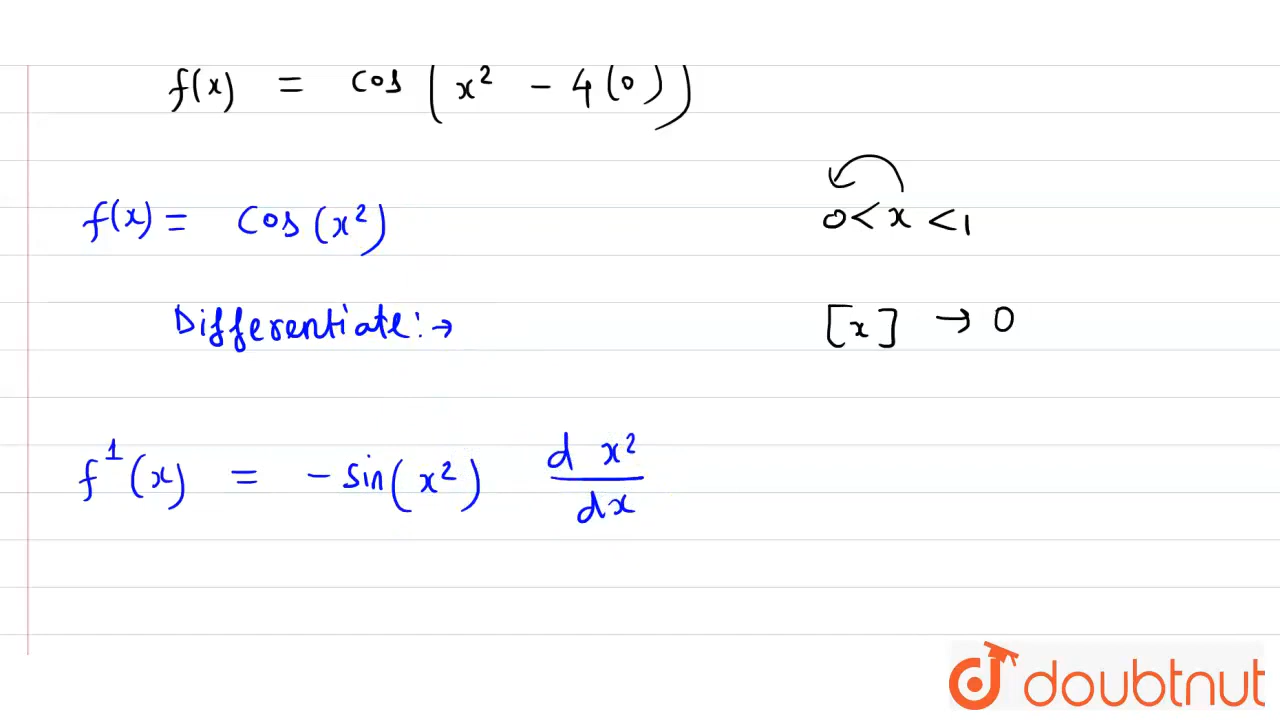 f(x) = cos (x² - 4(0))
f(x) = cos (x²)
0 < x < 1
Differentiate: →
[x] → 0
f¹(x) = - sin(x²) d x²/dx
doubtnut